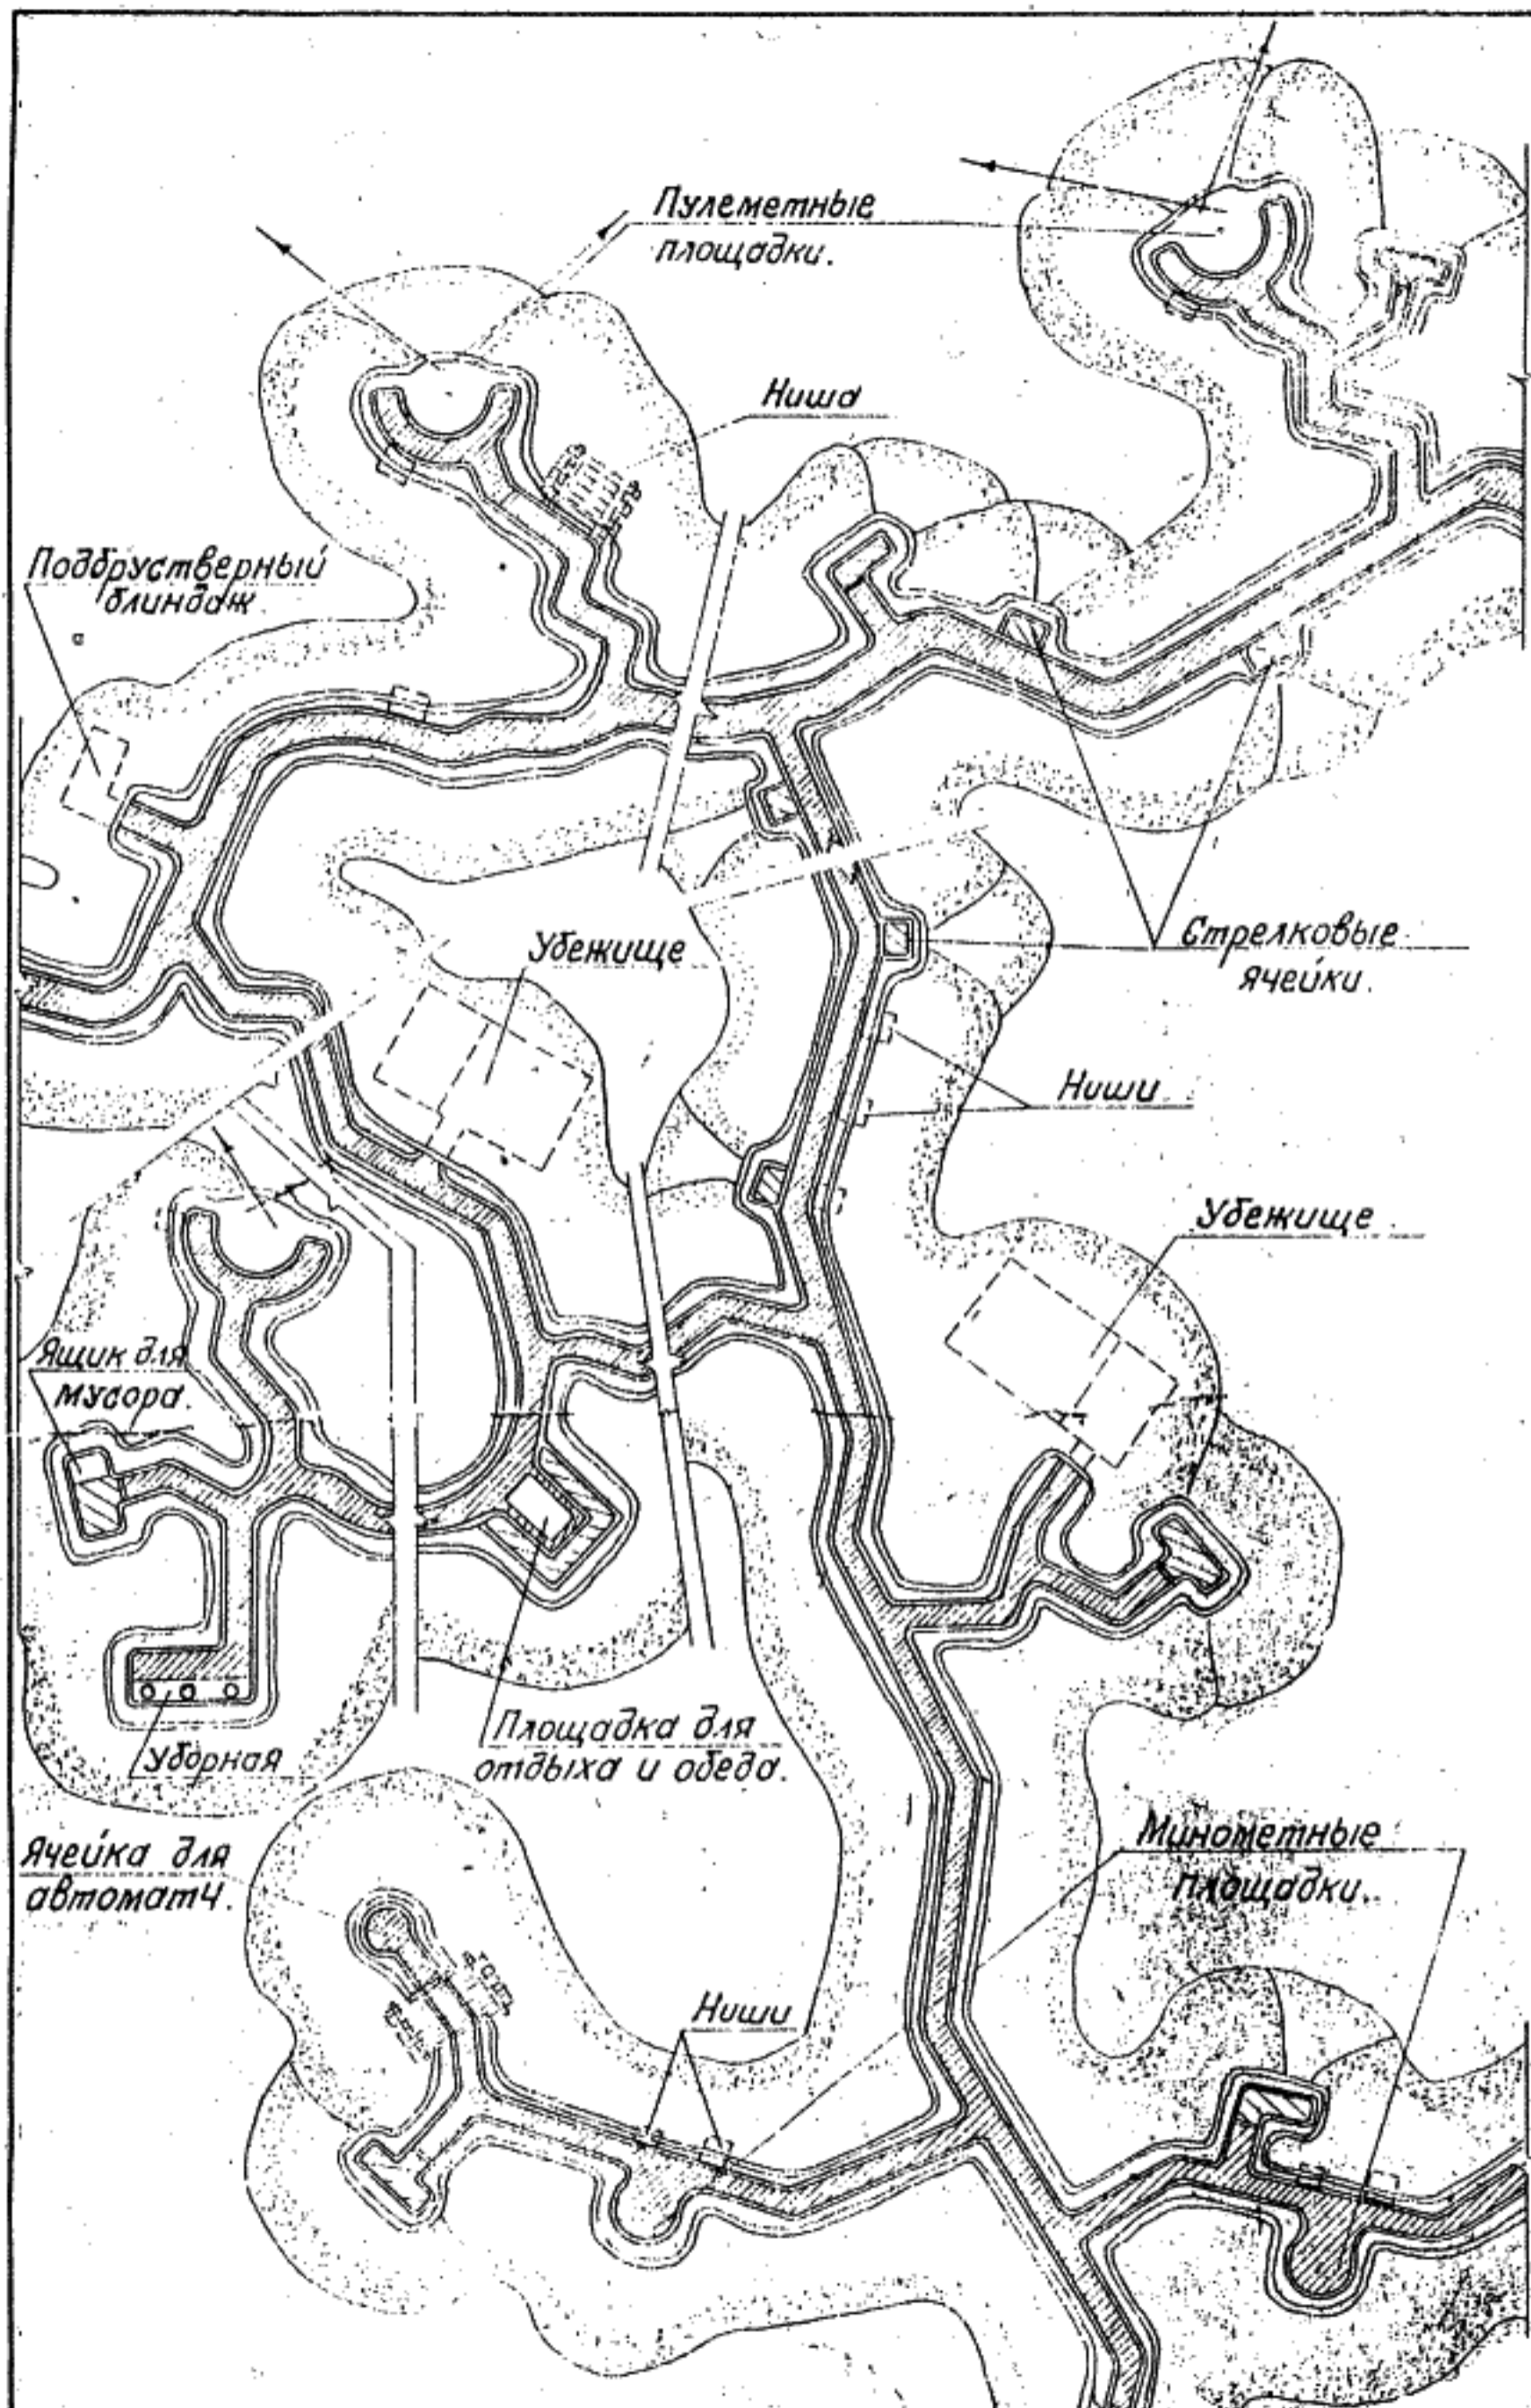 Пулеметные
площадки.
Ниша
Подбрустверный
блиндаж
Убежище
Стрелковые
ячейки.
Ниши
Убежище
Ящик для
мусора.
Площадка для
отдыха и обеда.
Уборная
Минометные
площадки.
Ячейка для
автоматч.
Ниши